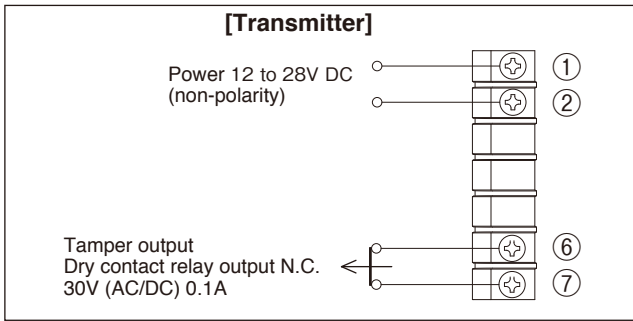 [Transmitter]
Power 12 to 28V DC
(non-polarity)
①
②
Tamper output
Dry contact relay output N.C.
30V (AC/DC) 0.1A
⑥
⑦